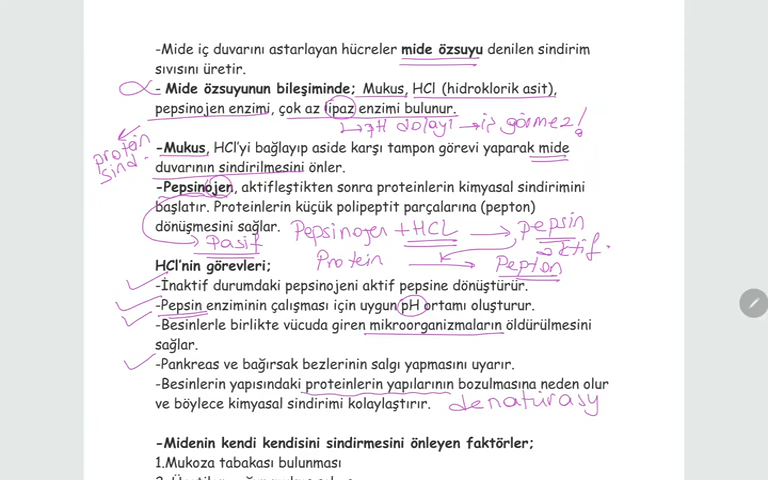 -Mide iç duvarını astarlayan hücreler mide özsuyu denilen sindirim
sıvısını üretir.
- Mide özsuyunun bileşiminde; Mukus, HCl (hidroklorik asit),
pepsinojen enzimi, çok az lipaz enzimi bulunur.
pH dolayı → iş görmez!
protein
sind.
-Mukus, HCl'yi bağlayıp aside karşı tampon görevi yaparak mide
duvarının sindirilmesini önler.
-Pepsinojen, aktifleştikten sonra proteinlerin kimyasal sindirimini
başlatır. Proteinlerin küçük polipeptit parçalarına (pepton)
dönüşmesini sağlar.
Pepsinojen + HCL → Pepsin
Pasif
aktif.
Protein → Pepton
HCl'nin görevleri;
-İnaktif durumdaki pepsinojeni aktif pepsine dönüştürür.
-Pepsin enziminin çalışması için uygun pH ortamı oluşturur.
-Besinlerle birlikte vücuda giren mikroorganizmaların öldürülmesini
sağlar.
-Pankreas ve bağırsak bezlerinin salgı yapmasını uyarır.
-Besinlerin yapısındaki proteinlerin yapılarının bozulmasına neden olur
ve böylece kimyasal sindirimi kolaylaştırır. denatürasy
-Midenin kendi kendisini sindirmesini önleyen faktörler;
1.Mukoza tabakası bulunması